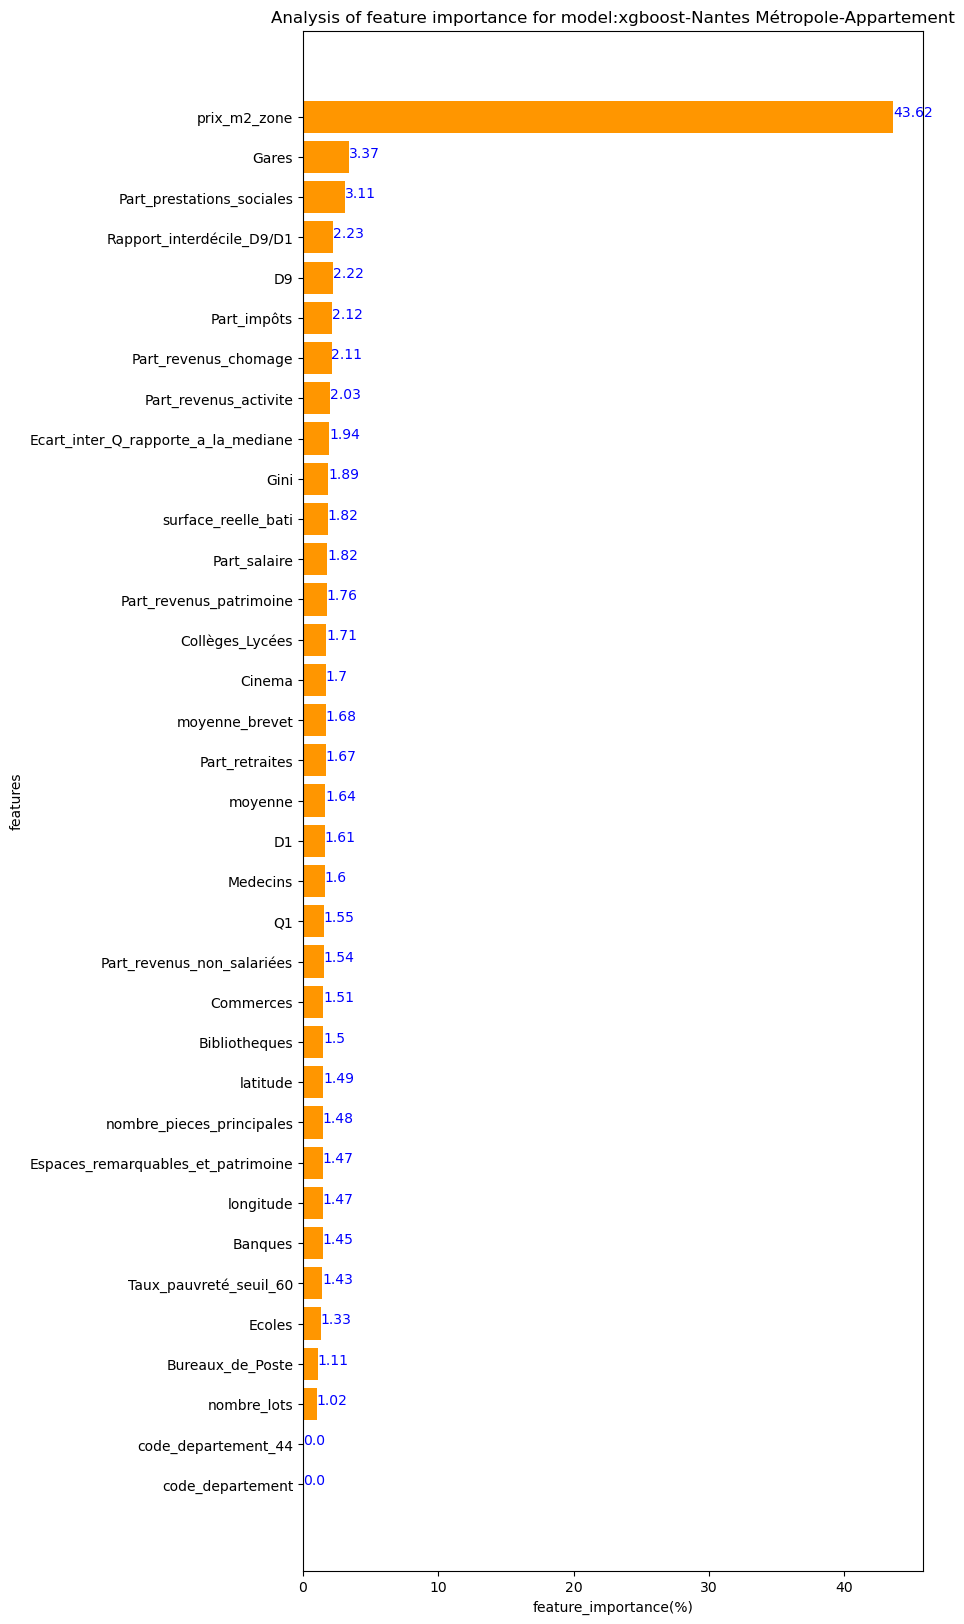 Analysis of feature importance for model:xgboost-Nantes Métropole-Appartement
prix_m2_zone 43.62
Gares 3.37
Part_prestations_sociales 3.11
Rapport_interdécile_D9/D1 2.23
D9 2.22
Part_impôts 2.12
Part_revenus_chomage 2.11
Part_revenus_activite 2.03
Ecart_inter_Q_rapporte_a_la_mediane 1.94
Gini 1.89
surface_reelle_bati 1.82
Part_salaire 1.82
Part_revenus_patrimoine 1.76
Collèges_Lycées 1.71
Cinema 1.7
moyenne_brevet 1.68
Part_retraites 1.67
moyenne 1.64
D1 1.61
Medecins 1.6
Q1 1.55
Part_revenus_non_salariées 1.54
Commerces 1.51
Bibliotheques 1.5
latitude 1.49
nombre_pieces_principales 1.48
Espaces_remarquables_et_patrimoine 1.47
longitude 1.47
Banques 1.45
Taux_pauvreté_seuil_60 1.43
Ecoles 1.33
Bureaux_de_Poste 1.11
nombre_lots 1.02
code_departement_44 0.0
code_departement 0.0
features
0 10 20 30 40
feature_importance(%)